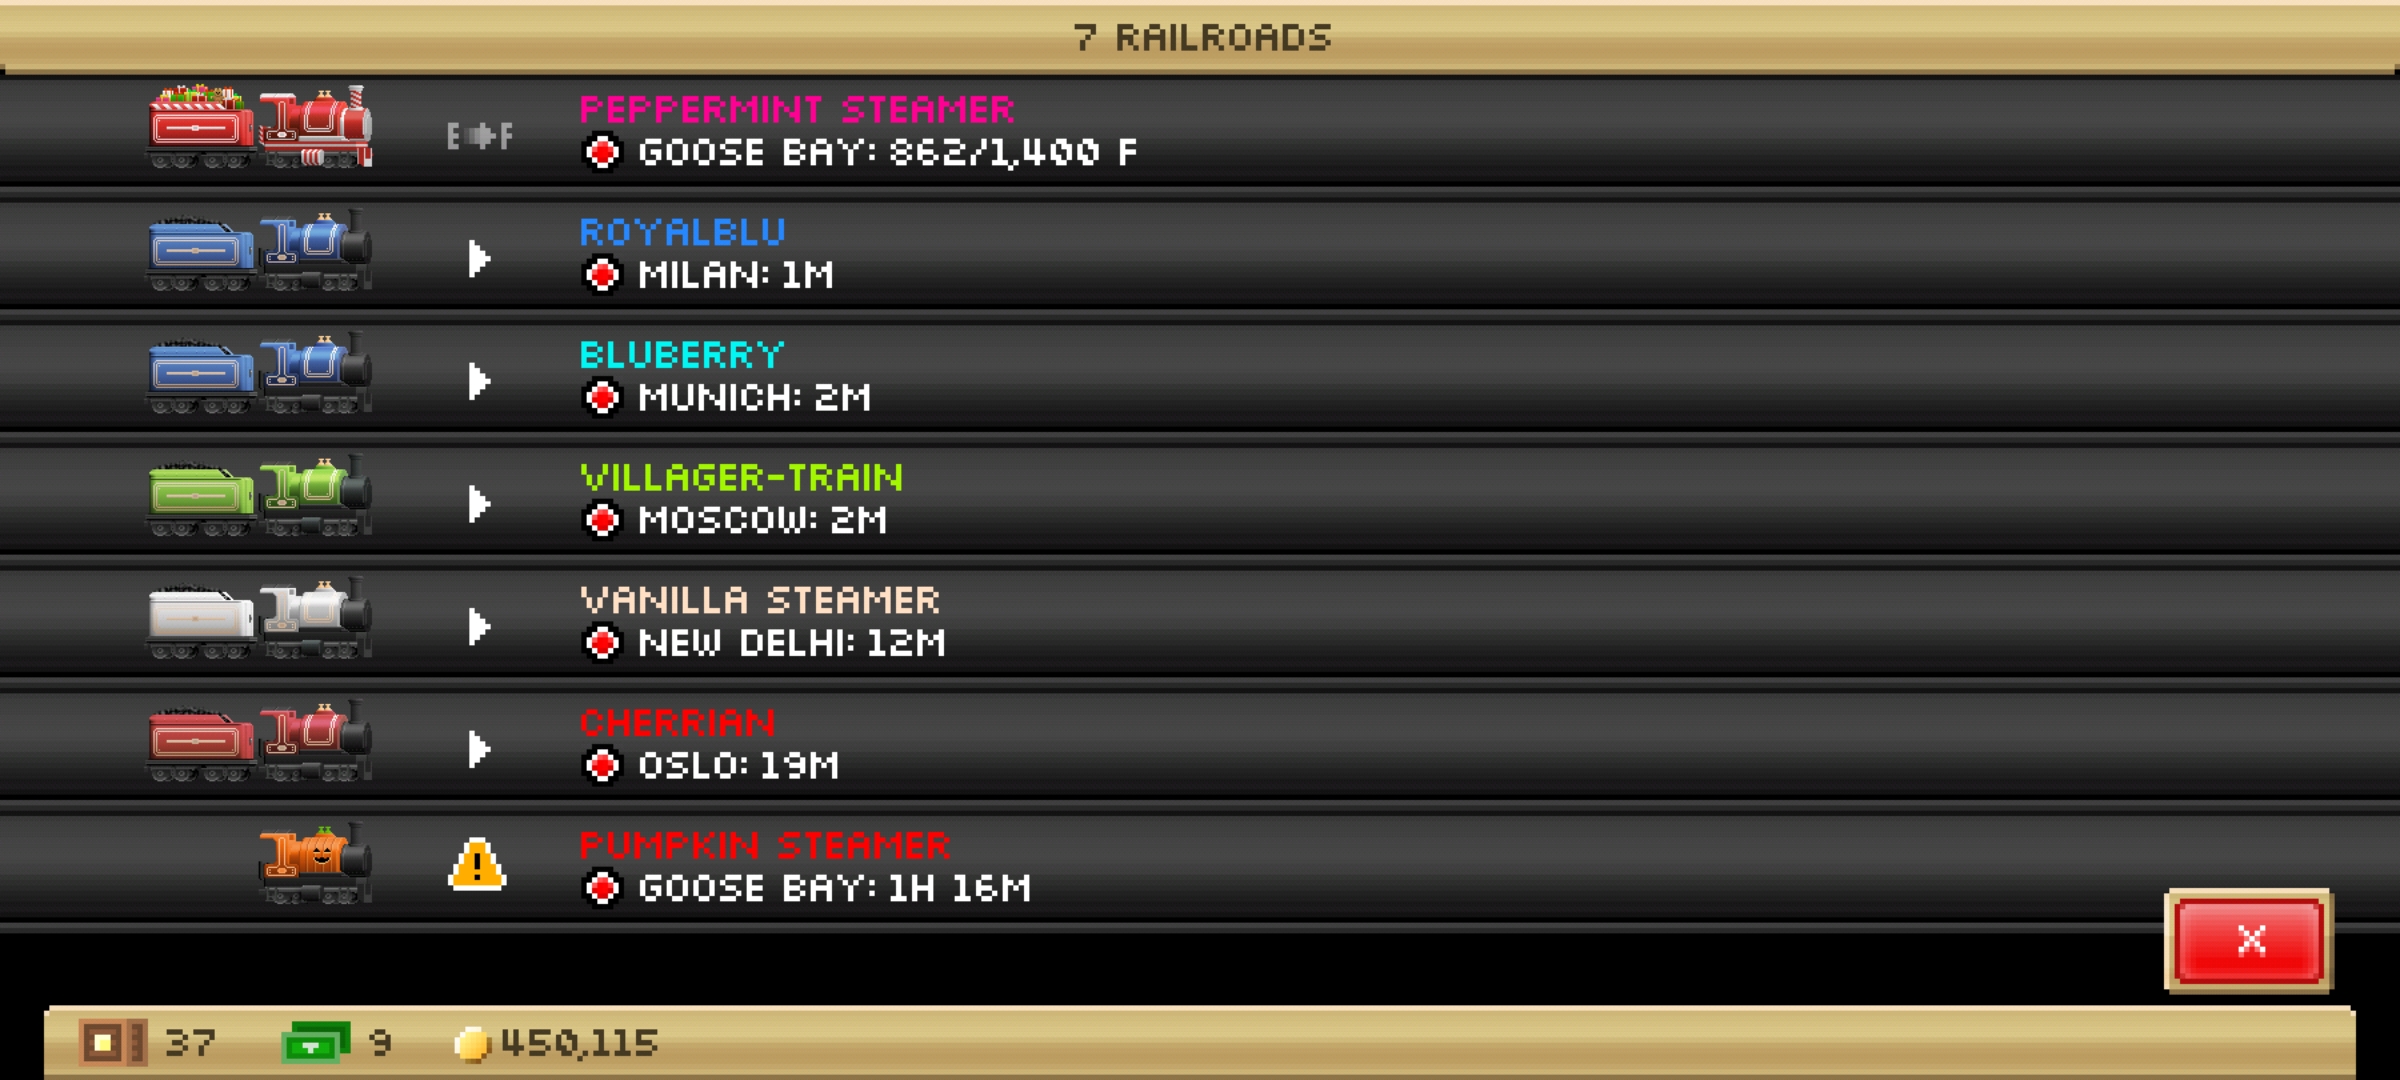 7 RAILROADS
E F
PEPPERMINT STEAMER
GOOSE BAY: 862/1,400 F
ROYALBLU
MILAN: 1M
BLUBERRY
MUNICH: 2M
VILLAGER-TRAIN
MOSCOW: 2M
VANILLA STEAMER
NEW DELHI: 12M
CHERRIAN
OSLO: 19M
!
PUMPKIN STEAMER
GOOSE BAY: 1H 16M
X
37 9 450,115